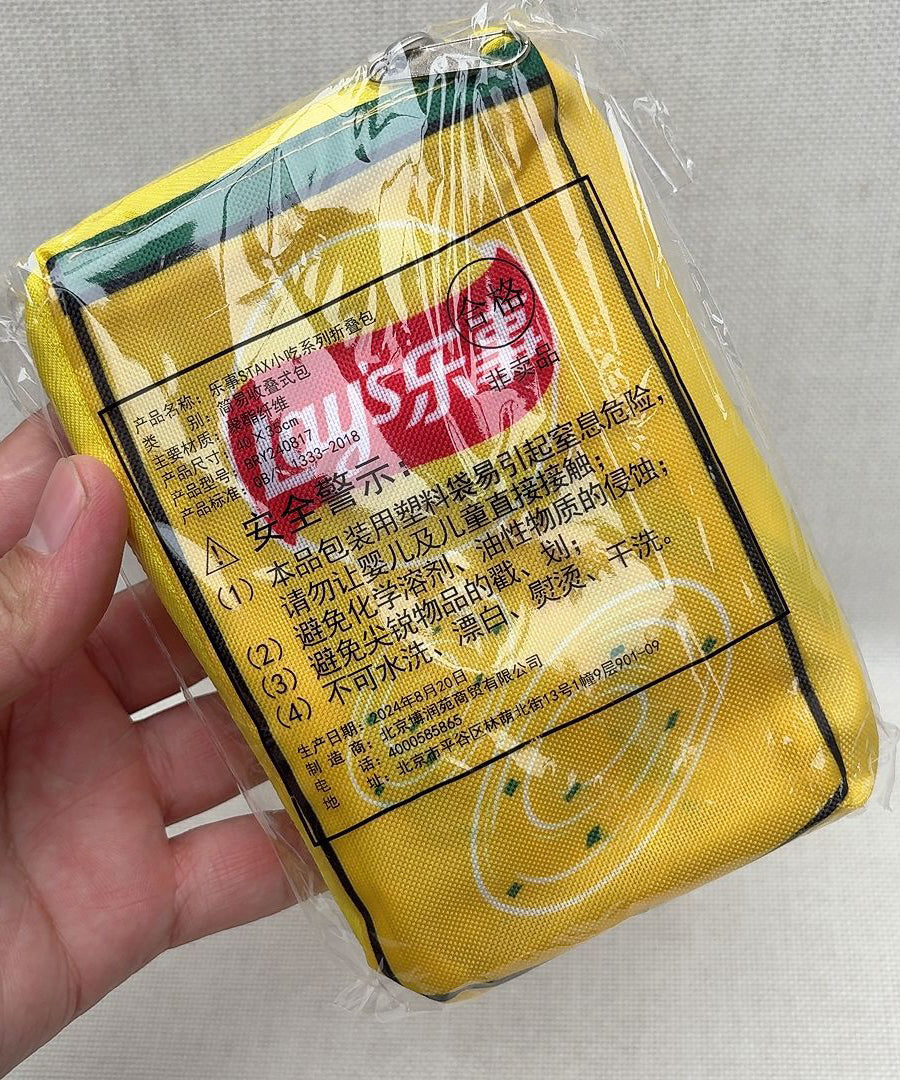 合格
非卖品
Lay's乐事
产品名称：乐事STAX小吃系列折叠包
类　别：简易收叠式包
主要材质：聚酯纤维
产品尺寸：40 X 38cm
产品型号：BRY240817
产品标准：GB/T 41333-2018
安全警示：
(1) 本品包装用塑料袋易引起窒息危险，
请勿让婴儿及儿童直接接触；
(2) 避免化学溶剂、油性物质的侵蚀；
(3) 避免尖锐物品的戳、划；
(4) 不可水洗、漂白、熨烫、干洗。
生产日期：2024年8月20日
制 造 商：北京博润苑商贸有限公司
电　　话：4000585865
地　　址：北京市平谷区林荫北街13号1幢9层901-09